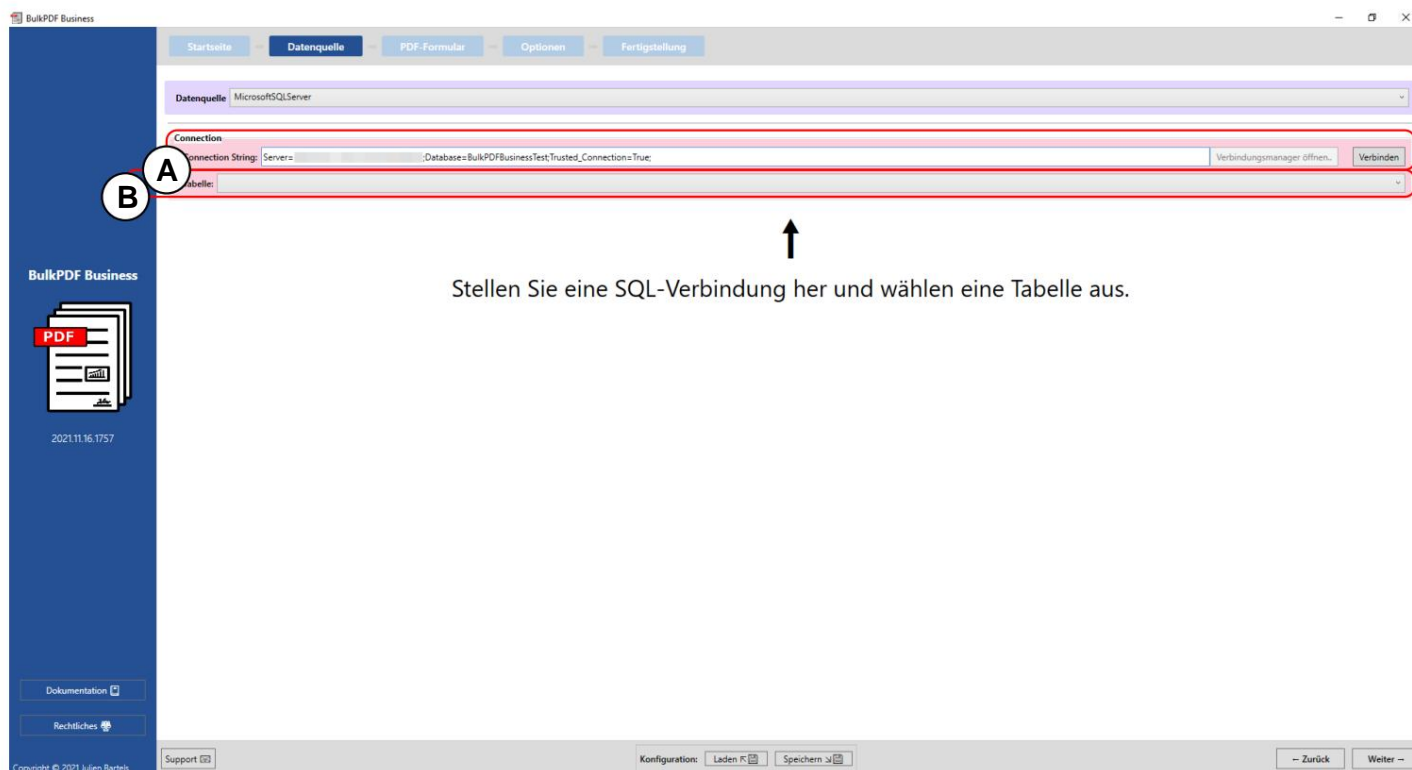 BulkPDF Business
Startseite Datenquelle PDF-Formular Optionen Fertigstellung
Datenquelle MicrosoftSQLServer
Connection
Connection String: Server= ;Database=BulkPDFBusinessTest;Trusted_Connection=True; Verbindungsmanager öffnen.. Verbinden
A
Tabelle:
B
Stellen Sie eine SQL-Verbindung her und wählen eine Tabelle aus.
BulkPDF Business
PDF
2021.11.16.1757
Dokumentation
Rechtliches
Copyright © 2021 Julien Bartels
Support Konfiguration: Laden Speichern ← Zurück Weiter →